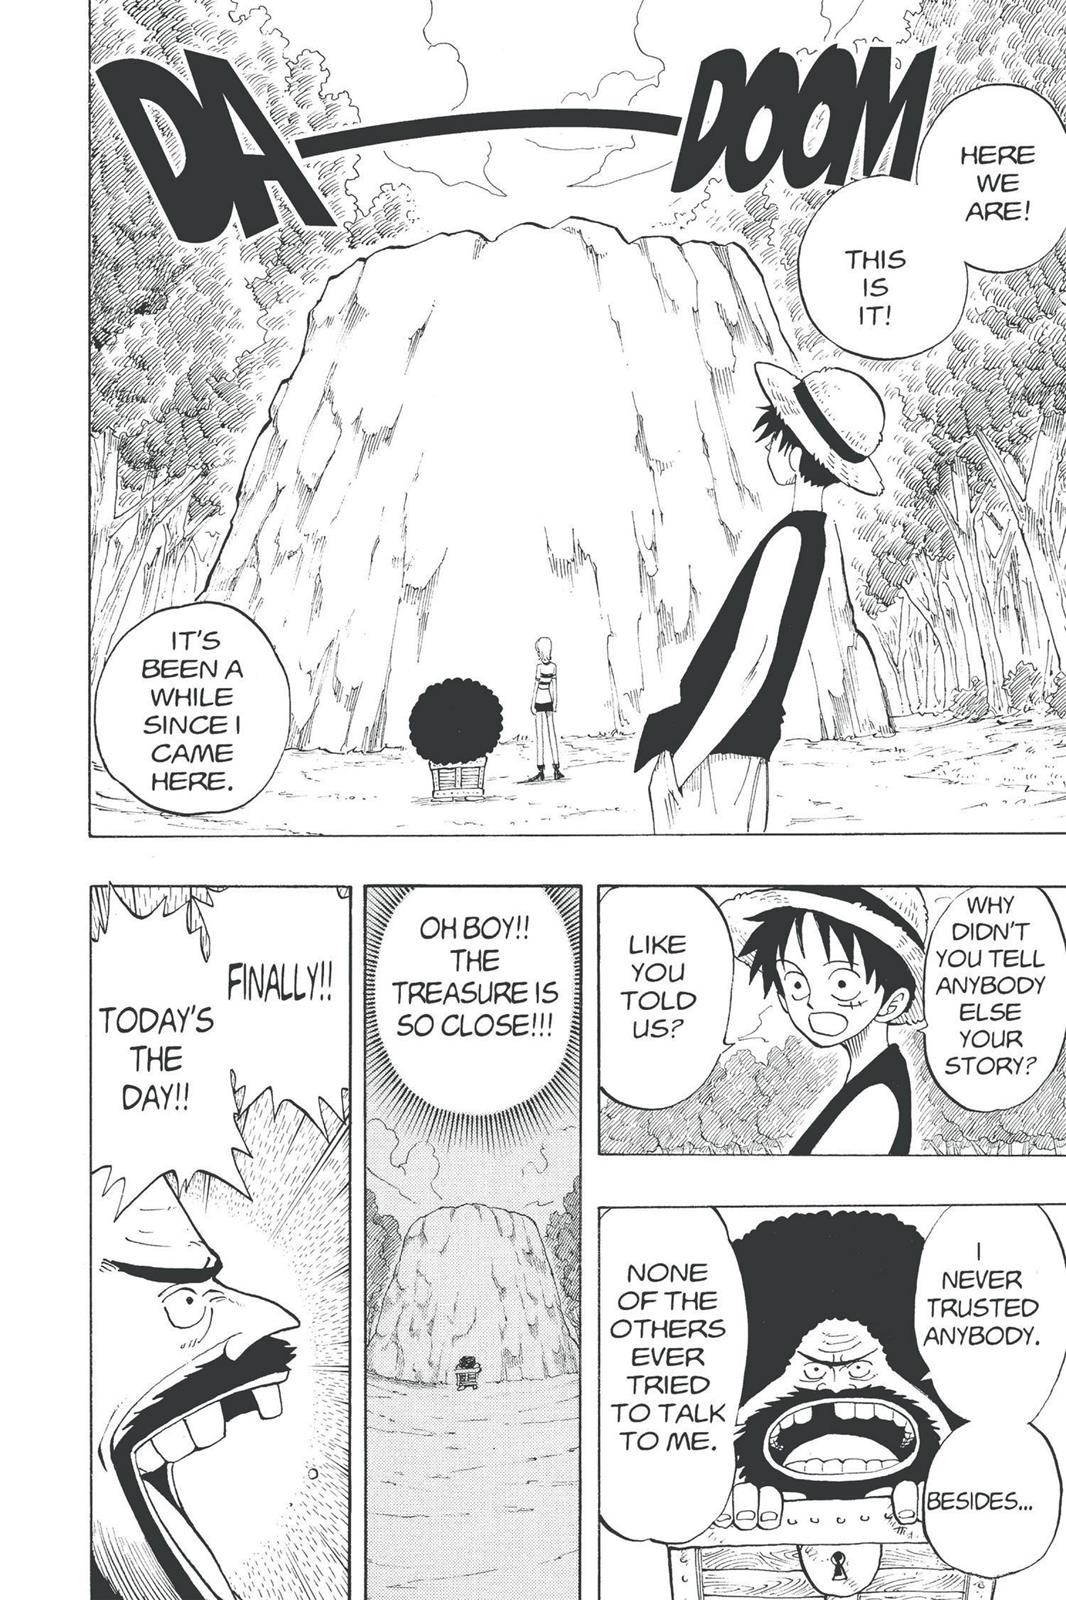 DA
DOOM
HERE
WE
ARE!
THIS
IS
IT!
IT'S
BEEN A
WHILE
SINCE I
CAME
HERE.
WHY
DIDN'T
YOU TELL
ANYBODY
ELSE
YOUR
STORY?
LIKE
YOU
TOLD
US?
I
NEVER
TRUSTED
ANYBODY.
BESIDES...
NONE
OF THE
OTHERS
EVER
TRIED
TO TALK
TO ME.
OH BOY!!
THE
TREASURE IS
SO CLOSE!!!
FINALLY!!
TODAY'S
THE
DAY!!